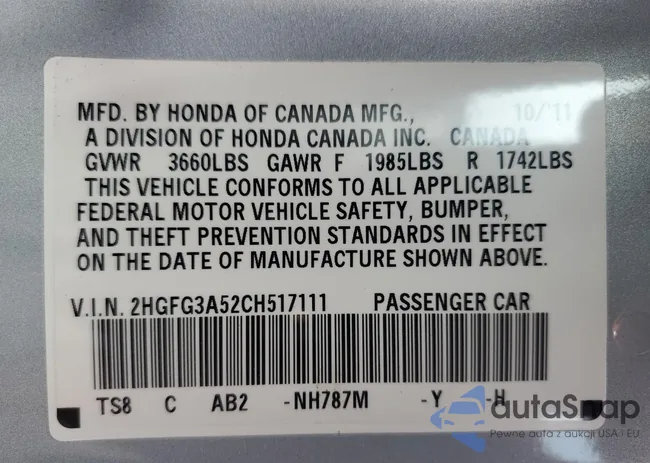 MFD. BY HONDA OF CANADA MFG., 10/'11
A DIVISION OF HONDA CANADA INC. CANADA
GVWR 3660LBS GAWR F 1985LBS R 1742LBS
THIS VEHICLE CONFORMS TO ALL APPLICABLE
FEDERAL MOTOR VEHICLE SAFETY, BUMPER,
AND THEFT PREVENTION STANDARDS IN EFFECT
ON THE DATE OF MANUFACTURE SHOWN ABOVE.
V.I.N. 2HGFG3A52CH517111 PASSENGER CAR
TS8 C AB2 -NH787M -Y -H
autaSnap
Pewne auta z aukcji USA i EU